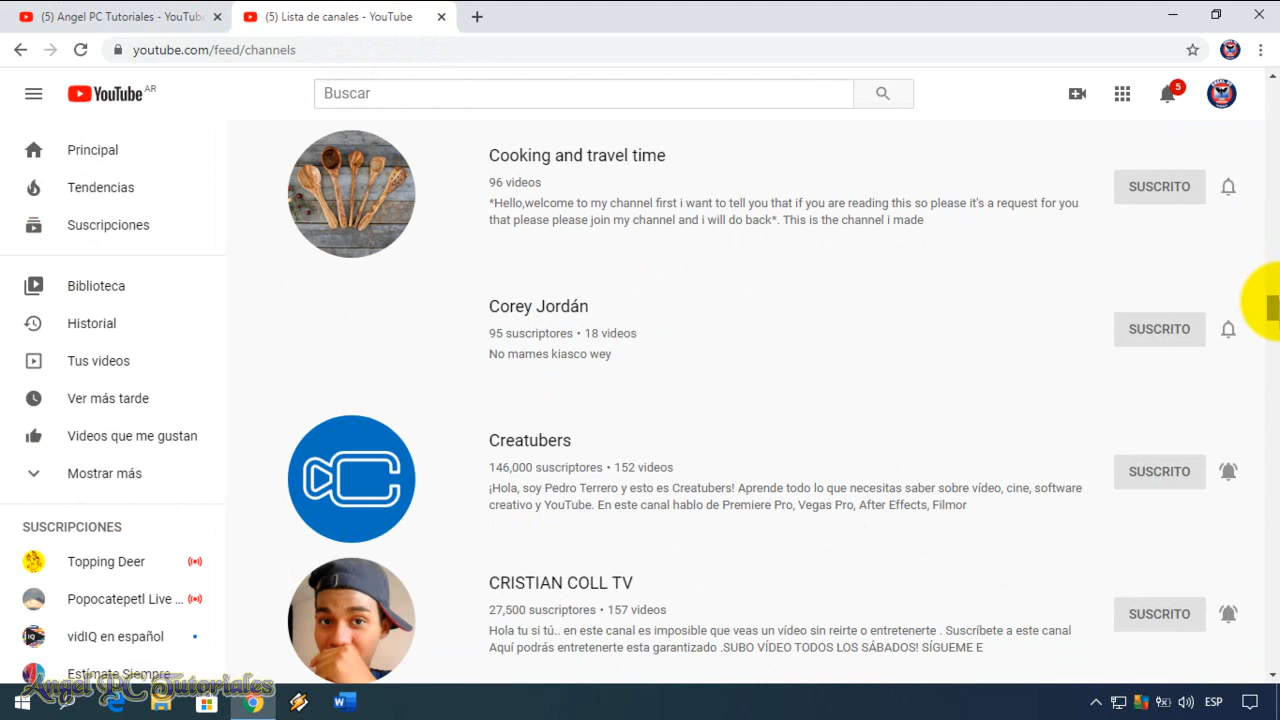 (5) Angel PC Tutoriales - YouTube
(5) Lista de canales - YouTube
youtube.com/feed/channels
YouTube AR
Buscar
5
Principal
Tendencias
Suscripciones
Biblioteca
Historial
Tus videos
Ver más tarde
Videos que me gustan
Mostrar más
SUSCRIPCIONES
Topping Deer
Popocatepetl Live ...
vidIQ en español
Estímate Siempre
Cooking and travel time
96 videos
*Hello,welcome to my channel first i want to tell you that if you are reading this so please it's a request for you
that please please join my channel and i will do back*. This is the channel i made
SUSCRITO
Corey Jordán
95 suscriptores • 18 videos
No mames kiasco wey
SUSCRITO
Creatubers
146,000 suscriptores • 152 videos
¡Hola, soy Pedro Terrero y esto es Creatubers! Aprende todo lo que necesitas saber sobre vídeo, cine, software
creativo y YouTube. En este canal hablo de Premiere Pro, Vegas Pro, After Effects, Filmor
SUSCRITO
CRISTIAN COLL TV
27,500 suscriptores • 157 videos
Hola tu si tú.. en este canal es imposible que veas un vídeo sin reirte o entretenerte . Suscríbete a este canal
Aquí podrás entretenerte esta garantizado .SUBO VÍDEO TODOS LOS SÁBADOS! SÍGUEME E
SUSCRITO
Angel PC Tutoriales
ESP